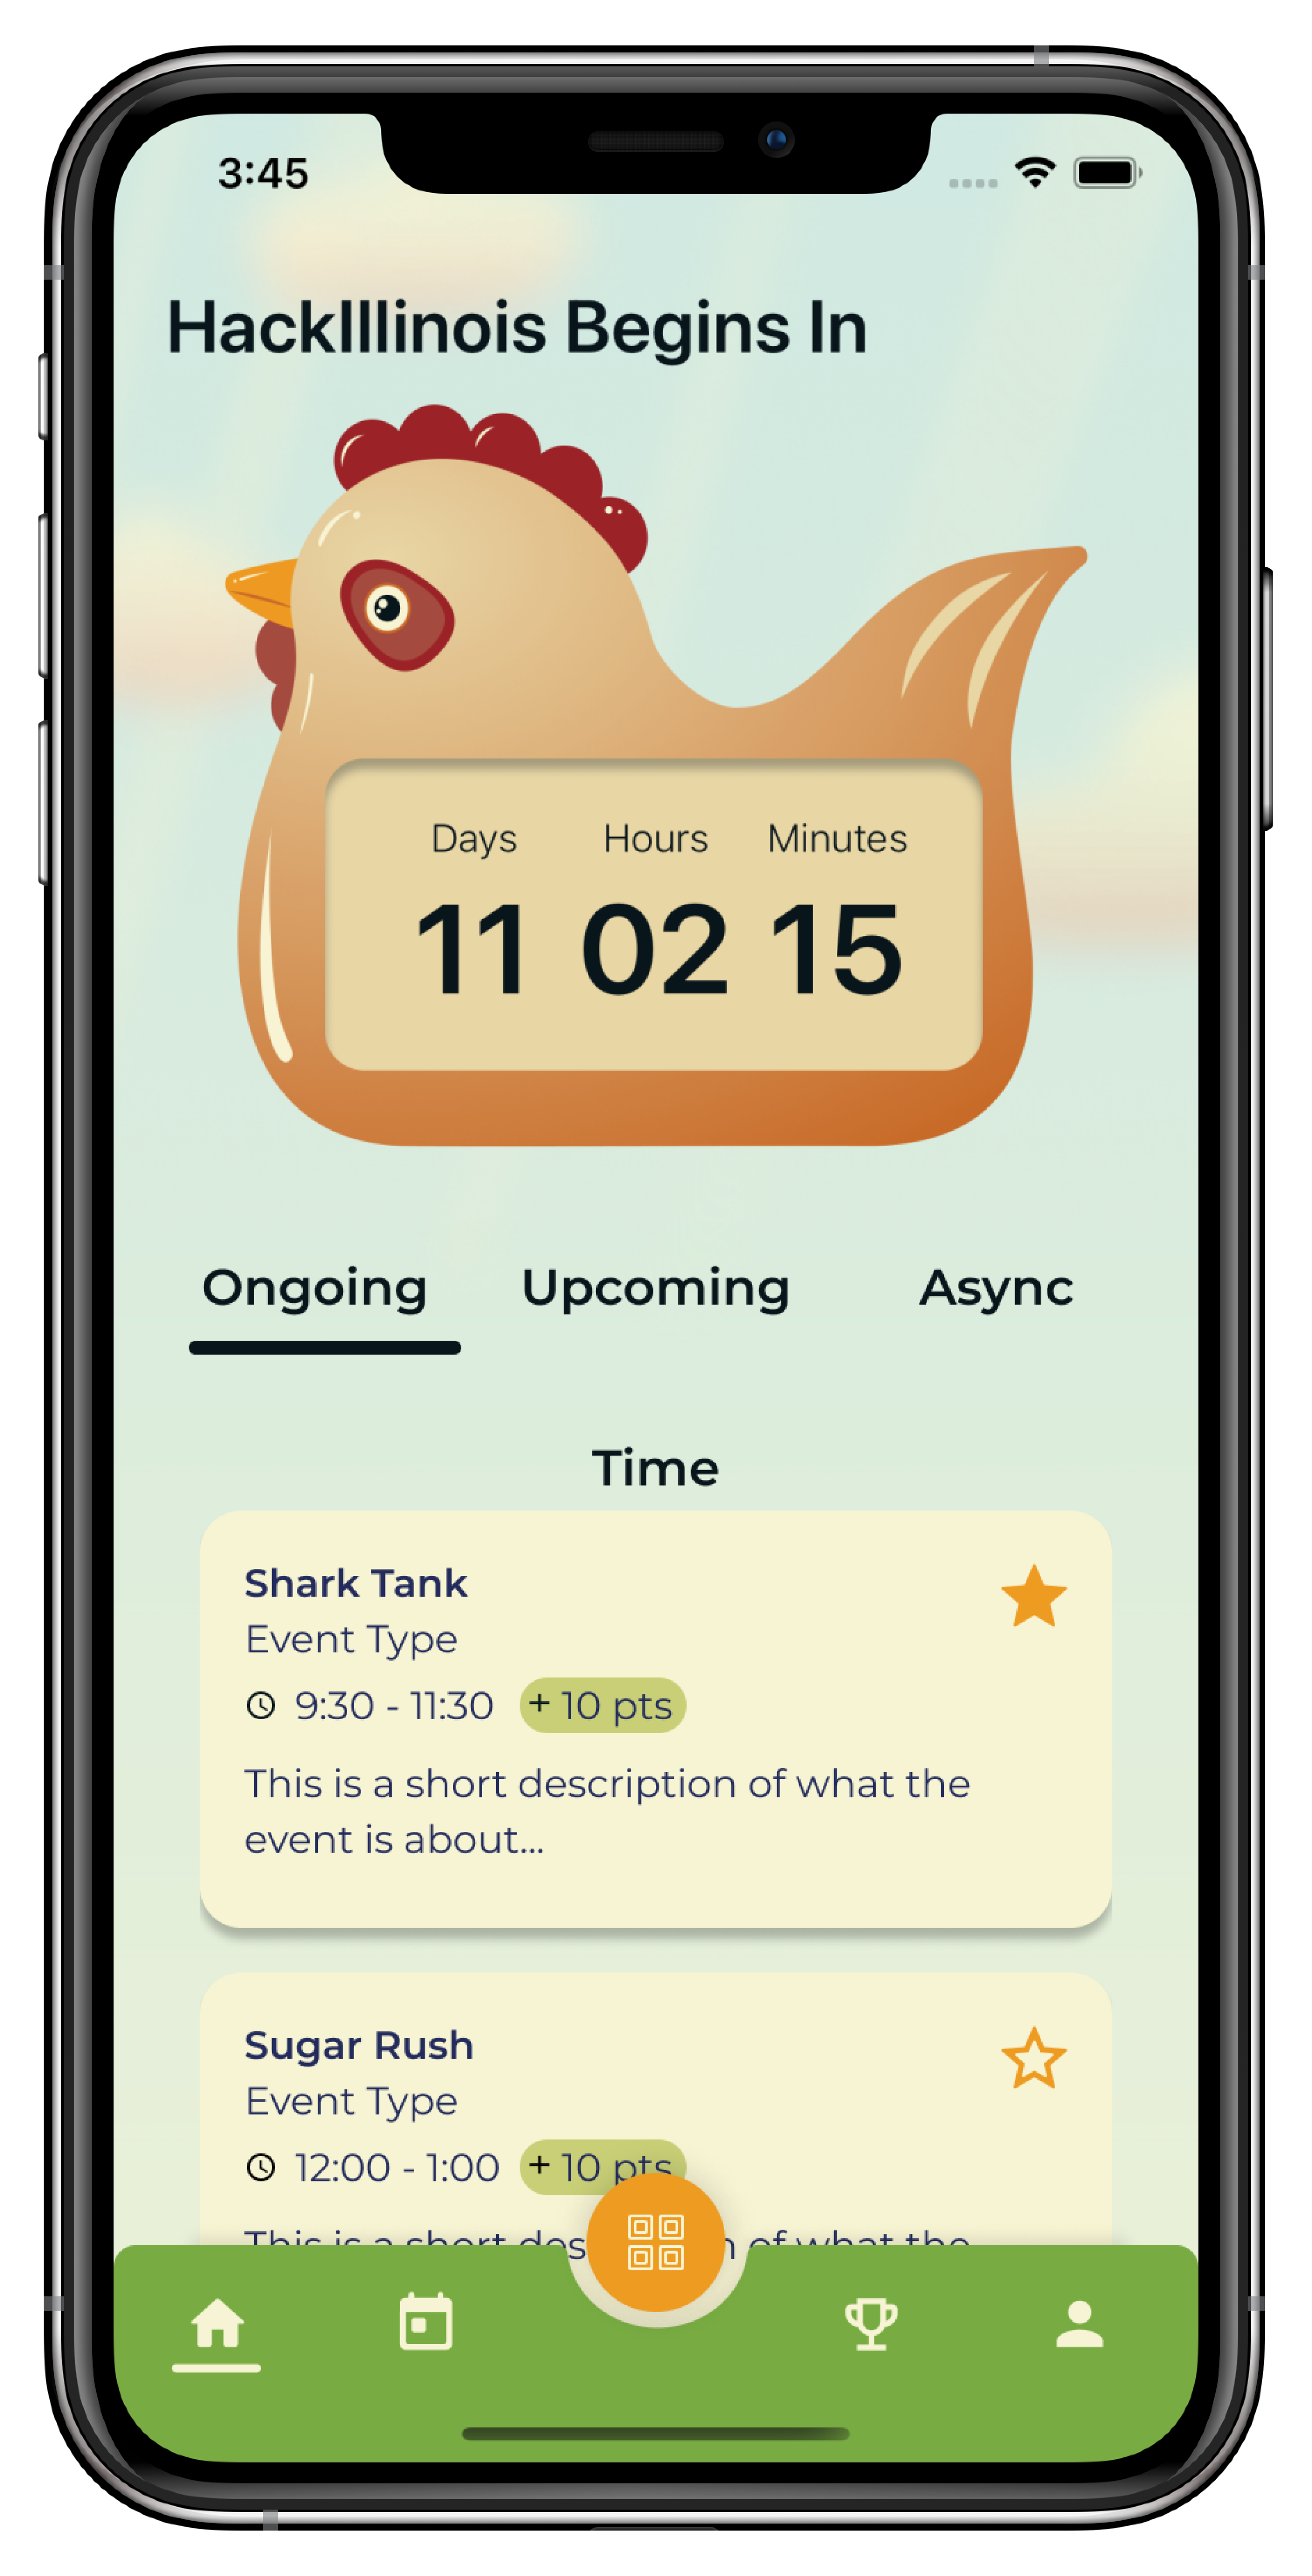 3:45
HackIllinois Begins In
Days Hours Minutes
11 02 15
Ongoing Upcoming Async
Time
Shark Tank
Event Type
9:30 - 11:30 + 10 pts
This is a short description of what the
event is about...
Sugar Rush
Event Type
12:00 - 1:00 + 10 pts
This is a short des n of what the